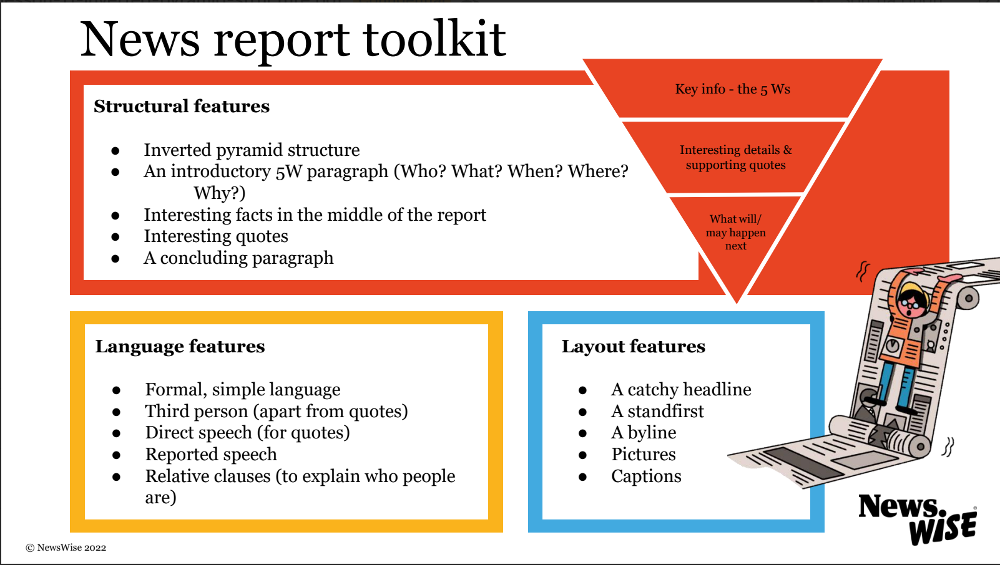 News report toolkit
Structural features
● Inverted pyramid structure
● An introductory 5W paragraph (Who? What? When? Where?
Why?)
● Interesting facts in the middle of the report
● Interesting quotes
● A concluding paragraph
Key info - the 5 Ws
Interesting details &
supporting quotes
What will/
may happen
next
Language features
● Formal, simple language
● Third person (apart from quotes)
● Direct speech (for quotes)
● Reported speech
● Relative clauses (to explain who people
are)
Layout features
● A catchy headline
● A standfirst
● A byline
● Pictures
● Captions
News.
WISE®
© NewsWise 2022